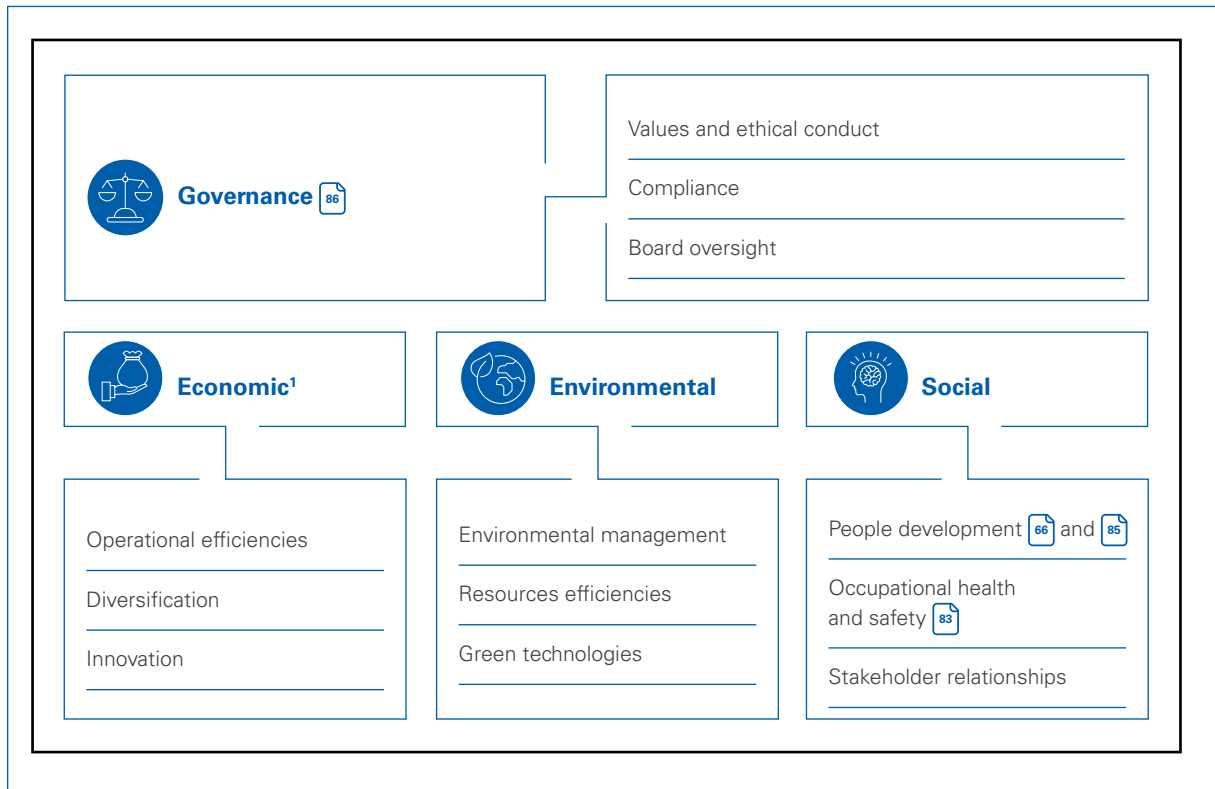 Governance 86
Values and ethical conduct
Compliance
Board oversight
Economic¹
Operational efficiencies
Diversification
Innovation
Environmental
Environmental management
Resources efficiencies
Green technologies
Social
People development 66 and 85
Occupational health
and safety 83
Stakeholder relationships